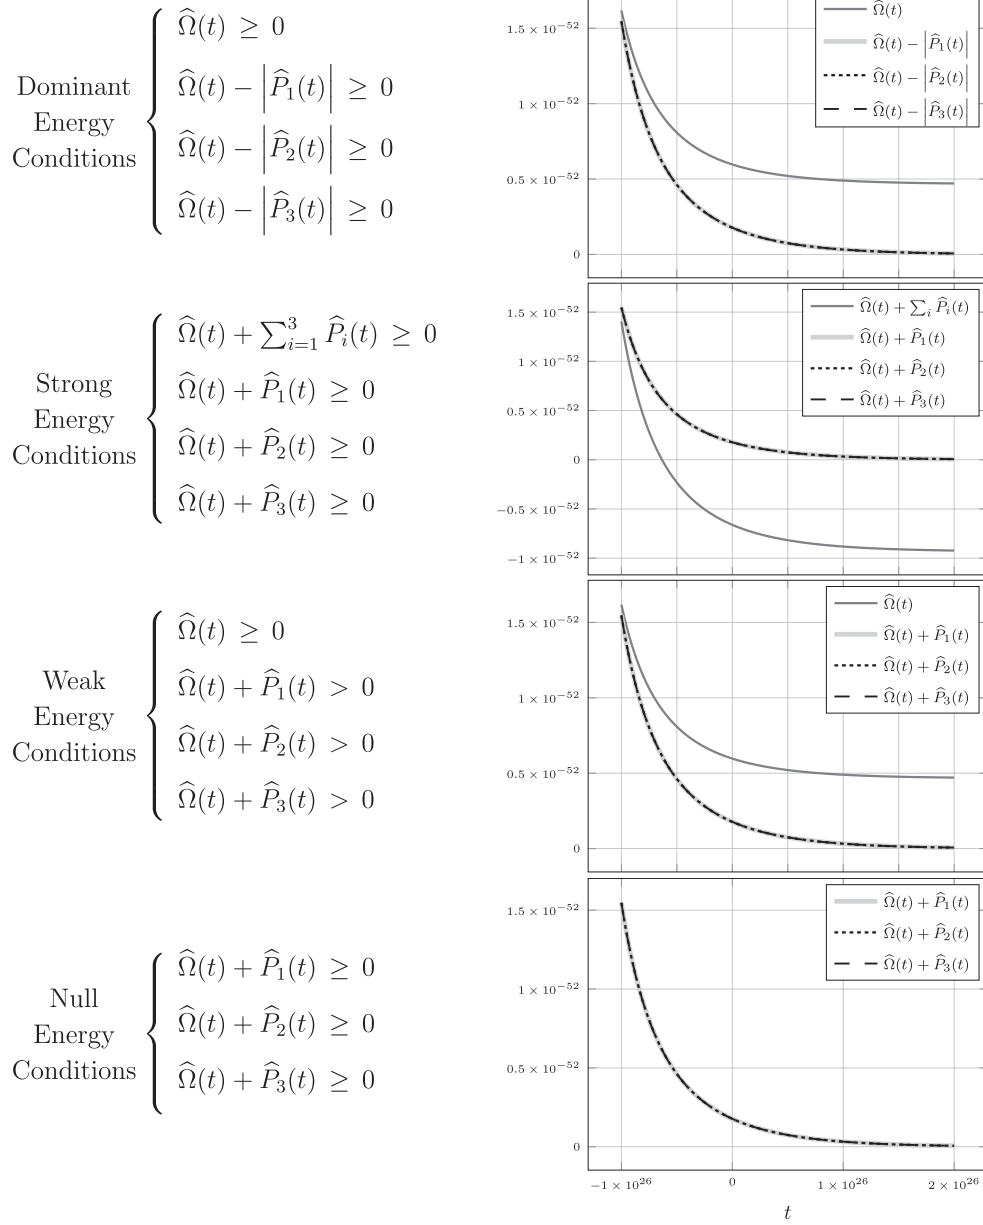 Dominant
Energy
Conditions
Ω̂(t) ≥ 0
Ω̂(t) − |P̂₁(t)| ≥ 0
Ω̂(t) − |P̂₂(t)| ≥ 0
Ω̂(t) − |P̂₃(t)| ≥ 0
1.5 × 10⁻⁵²
1 × 10⁻⁵²
0.5 × 10⁻⁵²
0
Ω̂(t)
Ω̂(t) − |P̂₁(t)|
Ω̂(t) − |P̂₂(t)|
Ω̂(t) − |P̂₃(t)|
Strong
Energy
Conditions
Ω̂(t) + ∑³ᵢ₌₁ P̂ᵢ(t) ≥ 0
Ω̂(t) + P̂₁(t) ≥ 0
Ω̂(t) + P̂₂(t) ≥ 0
Ω̂(t) + P̂₃(t) ≥ 0
1.5 × 10⁻⁵²
1 × 10⁻⁵²
0.5 × 10⁻⁵²
0
−0.5 × 10⁻⁵²
−1 × 10⁻⁵²
Ω̂(t) + ∑ᵢ P̂ᵢ(t)
Ω̂(t) + P̂₁(t)
Ω̂(t) + P̂₂(t)
Ω̂(t) + P̂₃(t)
Weak
Energy
Conditions
Ω̂(t) ≥ 0
Ω̂(t) + P̂₁(t) > 0
Ω̂(t) + P̂₂(t) > 0
Ω̂(t) + P̂₃(t) > 0
1.5 × 10⁻⁵²
1 × 10⁻⁵²
0.5 × 10⁻⁵²
0
Ω̂(t)
Ω̂(t) + P̂₁(t)
Ω̂(t) + P̂₂(t)
Ω̂(t) + P̂₃(t)
Null
Energy
Conditions
Ω̂(t) + P̂₁(t) ≥ 0
Ω̂(t) + P̂₂(t) ≥ 0
Ω̂(t) + P̂₃(t) ≥ 0
1.5 × 10⁻⁵²
1 × 10⁻⁵²
0.5 × 10⁻⁵²
0
Ω̂(t) + P̂₁(t)
Ω̂(t) + P̂₂(t)
Ω̂(t) + P̂₃(t)
−1 × 10²⁶ 0 1 × 10²⁶ 2 × 10²⁶
t